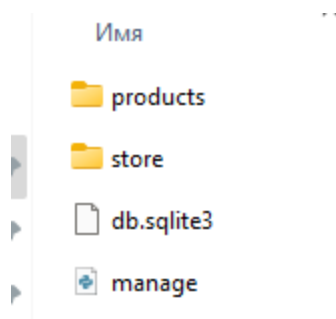 Имя
products
store
db.sqlite3
manage